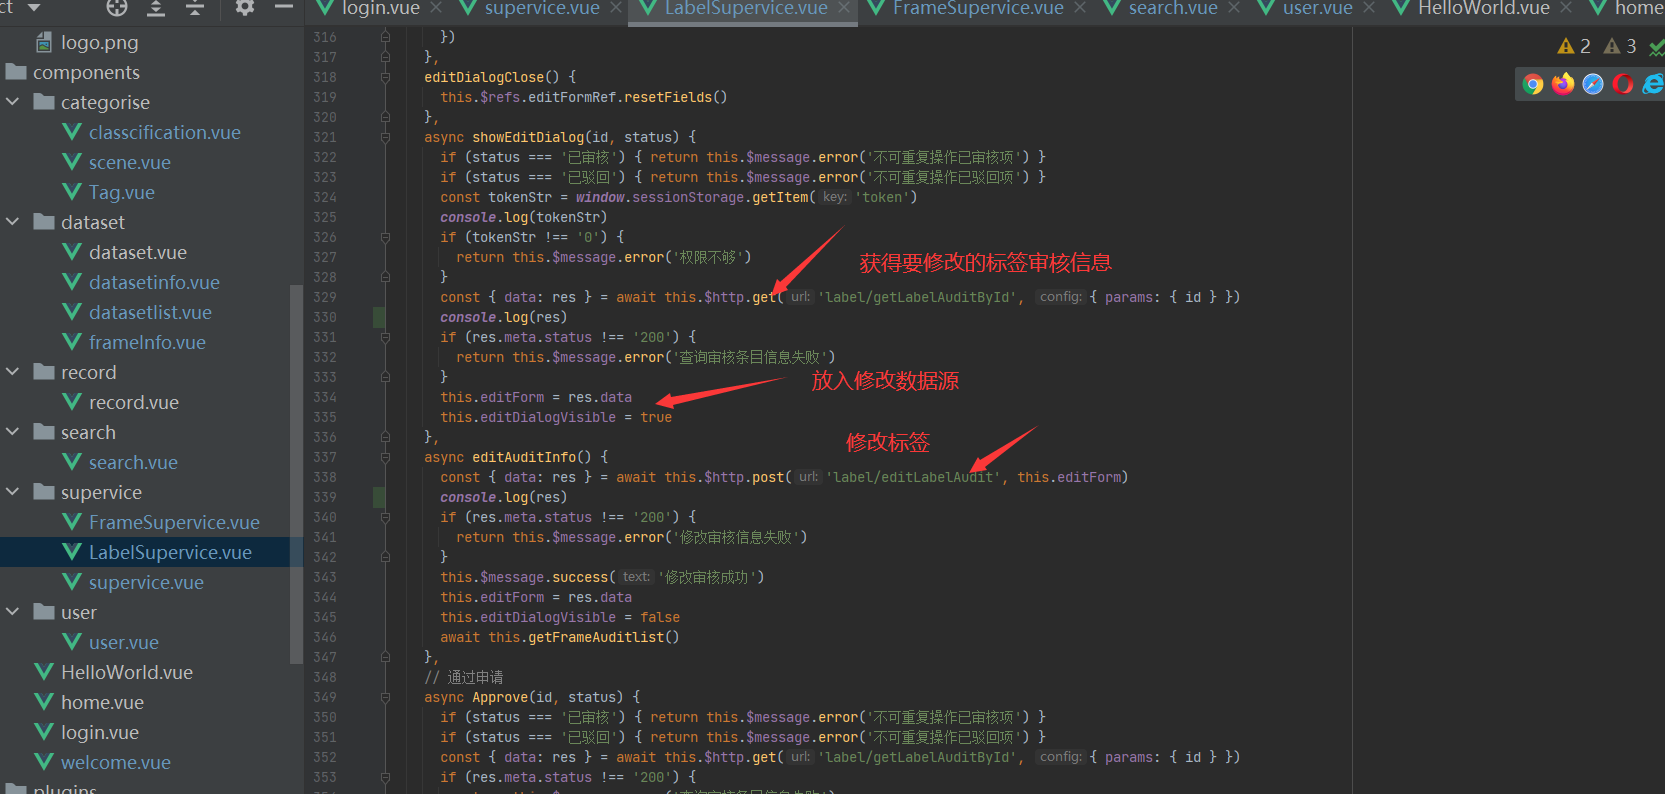 ct
login.vue
supervice.vue
LabelSupervice.vue
FrameSupervice.vue
search.vue
user.vue
HelloWorld.vue
home
logo.png
components
categorise
classcification.vue
scene.vue
Tag.vue
dataset
dataset.vue
datasetinfo.vue
datasetlist.vue
frameInfo.vue
record
record.vue
search
search.vue
supervice
FrameSupervice.vue
LabelSupervice.vue
supervice.vue
user
user.vue
HelloWorld.vue
home.vue
login.vue
welcome.vue
plugins
2 3
316 })
317 },
318 editDialogClose() {
319 this.$refs.editFormRef.resetFields()
320 },
321 async showEditDialog(id, status) {
322 if (status === '已审核') { return this.$message.error('不可重复操作已审核项') }
323 if (status === '已驳回') { return this.$message.error('不可重复操作已驳回项') }
324 const tokenStr = window.sessionStorage.getItem( key: 'token')
325 console.log(tokenStr)
326 if (tokenStr !== '0') {
327 return this.$message.error('权限不够')
328 }
获得要修改的标签审核信息
329 const { data: res } = await this.$http.get( url: 'label/getLabelAuditById', config: { params: { id } })
330 console.log(res)
331 if (res.meta.status !== '200') {
332 return this.$message.error('查询审核条目信息失败')
333 }
放入修改数据源
334 this.editForm = res.data
335 this.editDialogVisible = true
336 },
修改标签
337 async editAuditInfo() {
338 const { data: res } = await this.$http.post( url: 'label/editLabelAudit', this.editForm)
339 console.log(res)
340 if (res.meta.status !== '200') {
341 return this.$message.error('修改审核信息失败')
342 }
343 this.$message.success( text: '修改审核成功')
344 this.editForm = res.data
345 this.editDialogVisible = false
346 await this.getFrameAuditlist()
347 },
348 // 通过申请
349 async Approve(id, status) {
350 if (status === '已审核') { return this.$message.error('不可重复操作已审核项') }
351 if (status === '已驳回') { return this.$message.error('不可重复操作已驳回项') }
352 const { data: res } = await this.$http.get( url: 'label/getLabelAuditById', config: { params: { id } })
353 if (res.meta.status !== '200') {